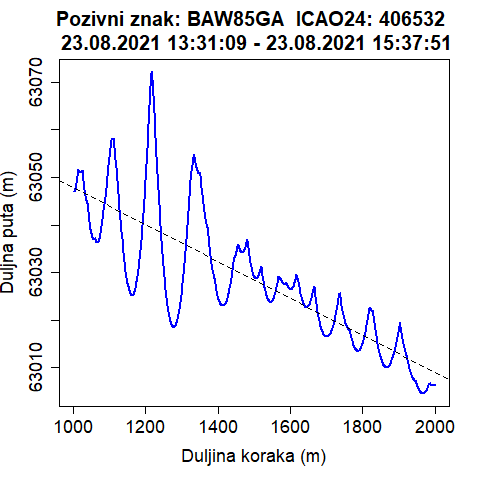 Pozivni znak: BAW85GA  ICAO24: 406532
23.08.2021 13:31:09 - 23.08.2021 15:37:51
Duljna puta (m)
63070
63050
63030
63010
1000 1200 1400 1600 1800 2000
Duljina koraka (m)